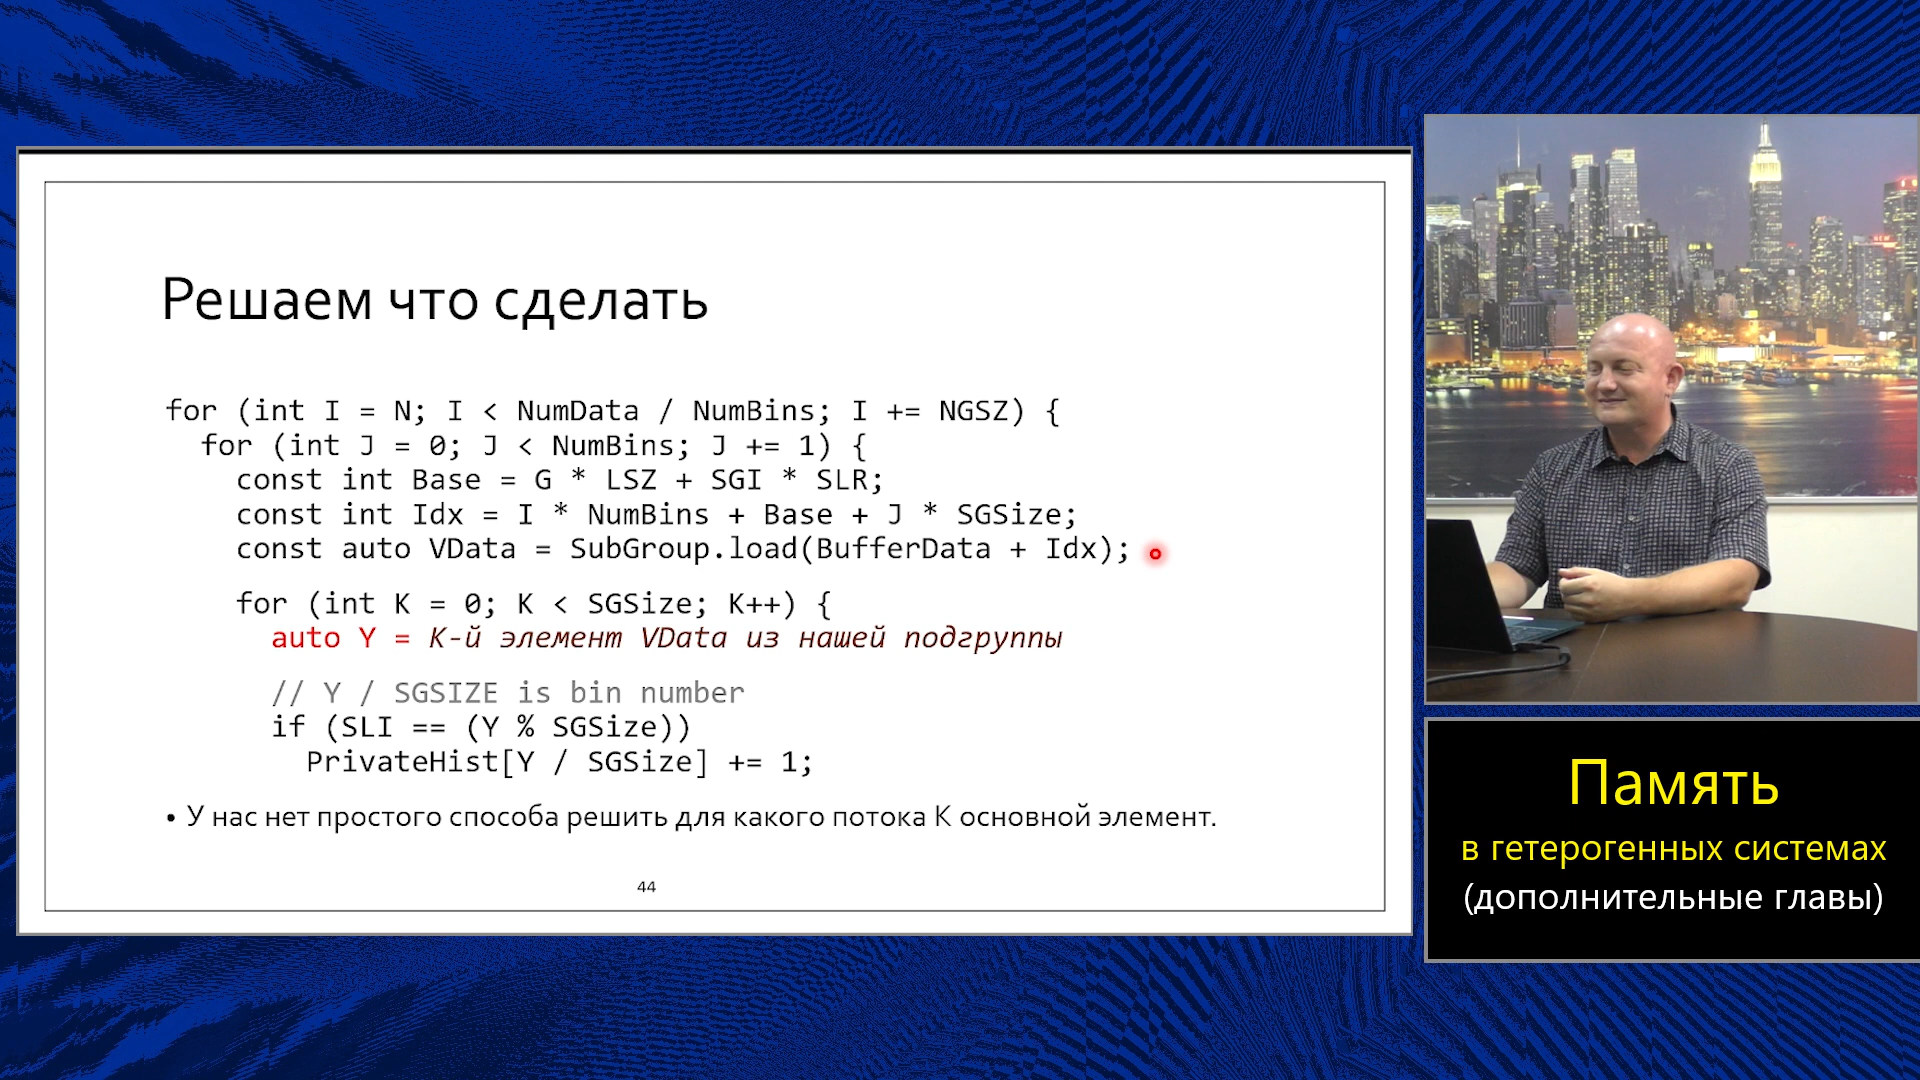 Решаем что сделать
for (int I = N; I < NumData / NumBins; I += NGSZ) {
for (int J = 0; J < NumBins; J += 1) {
const int Base = G * LSZ + SGI * SLR;
const int Idx = I * NumBins + Base + J * SGSize;
const auto VData = SubGroup.load(BufferData + Idx);
for (int K = 0; K < SGSize; K++) {
auto Y = K-й элемент VData из нашей подгруппы
// Y / SGSIZE is bin number
if (SLI == (Y % SGSize))
PrivateHist[Y / SGSize] += 1;
• У нас нет простого способа решить для какого потока K основной элемент.
44
Память
в гетерогенных системах
(дополнительные главы)